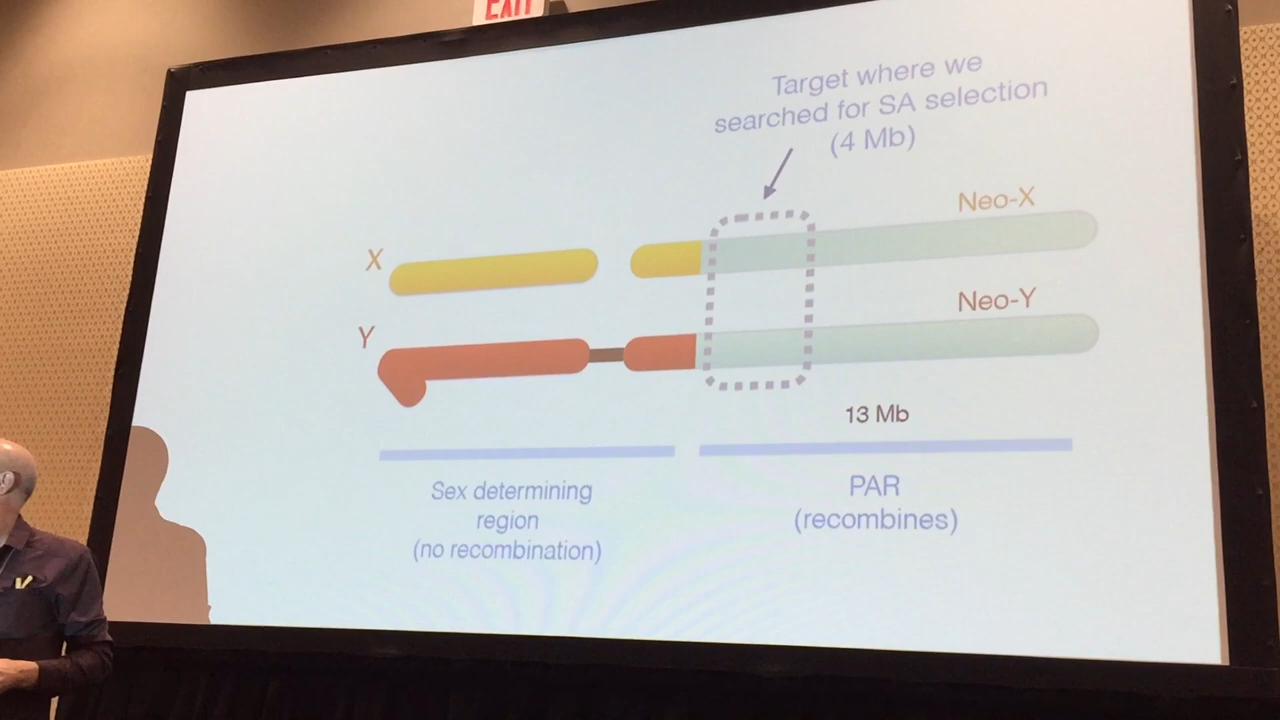 EXIT
Target where we
searched for SA selection
(4 Mb)
Neo-X
X
Neo-Y
Y
13 Mb
Sex determining
region
(no recombination)
PAR
(recombines)